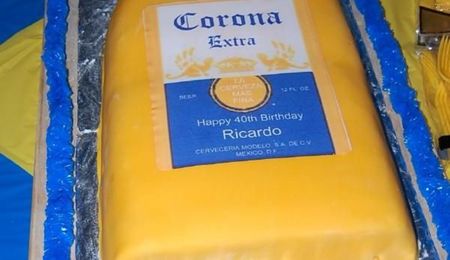 Corona
Extra
LA
CERVEZA
MAS
FINA
BEER
12 FL. OZ.
Happy 40th Birthday
Ricardo
CERVECERIA MODELO, S.A. DE C.V.
MEXICO, D.F.